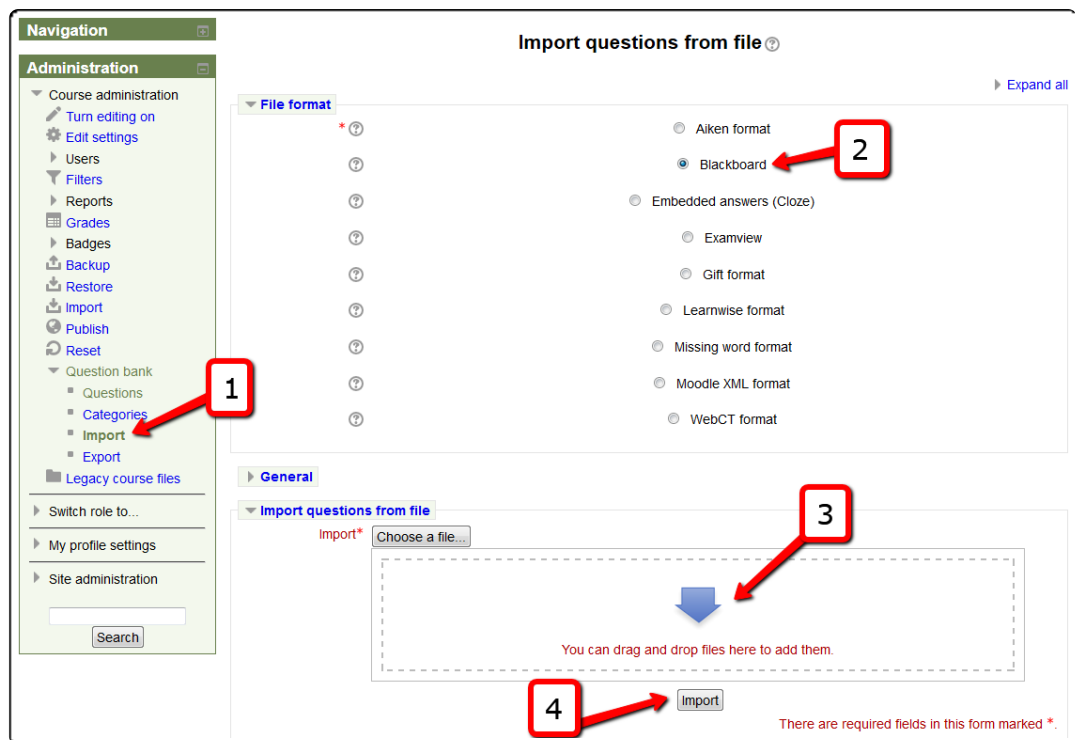 Navigation
Administration
Course administration
Turn editing on
Edit settings
Users
Filters
Reports
Grades
Badges
Backup
Restore
Import
Publish
Reset
Question bank
Questions
Categories
Import
Export
Legacy course files
Switch role to...
My profile settings
Site administration
Search
1
Import questions from file
Expand all
File format
* Aiken format
Blackboard
2
Embedded answers (Cloze)
Examview
Gift format
Learnwise format
Missing word format
Moodle XML format
WebCT format
General
Import questions from file
Import* Choose a file...
3
You can drag and drop files here to add them.
4
Import
There are required fields in this form marked *.